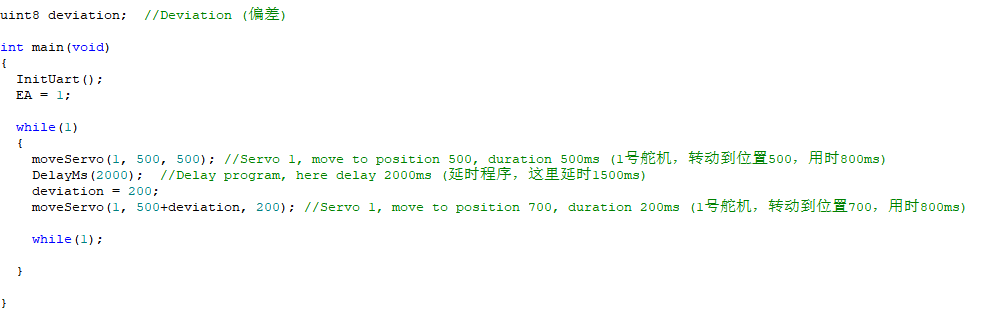 uint8 deviation;  //Deviation (偏差)
int main(void)
{
  InitUart();
  EA = 1;
  while(1)
  {
    moveServo(1, 500, 500); //Servo 1, move to position 500, duration 500ms (1号舵机，转动到位置500，用时800ms)
    DelayMs(2000);  //Delay program, here delay 2000ms (延时程序，这里延时1500ms)
    deviation = 200;
    moveServo(1, 500+deviation, 200); //Servo 1, move to position 700, duration 200ms (1号舵机，转动到位置700，用时800ms)
    while(1);
  }
}